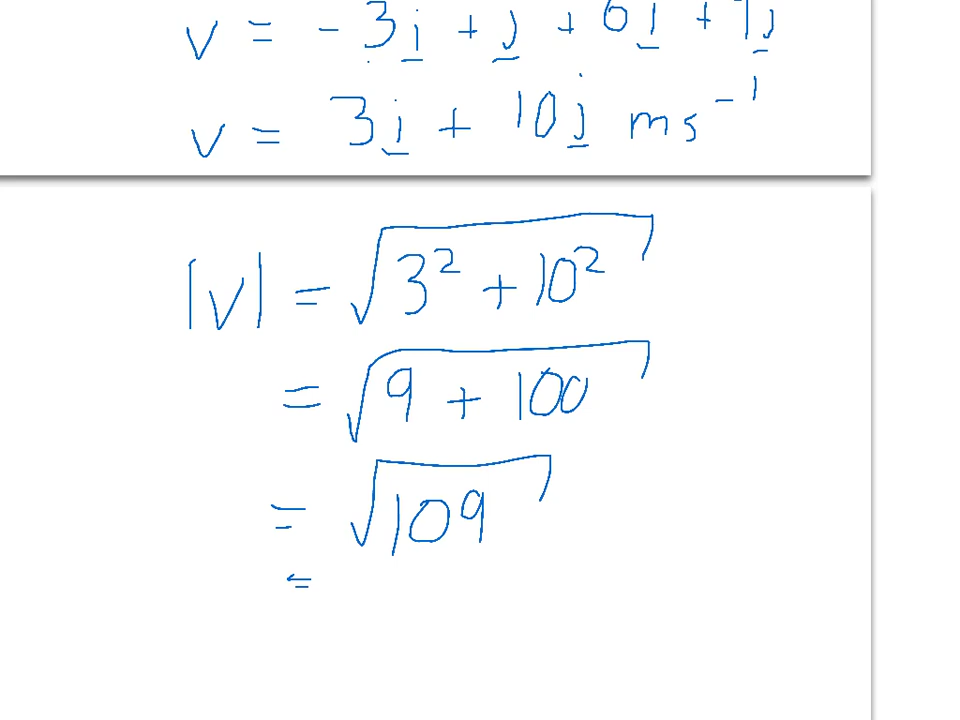 v = -3i + j + 6i + 9j
v = 3i + 10j ms⁻¹
|v| = √(3² + 10²)
= √(9 + 100)
= √109
=